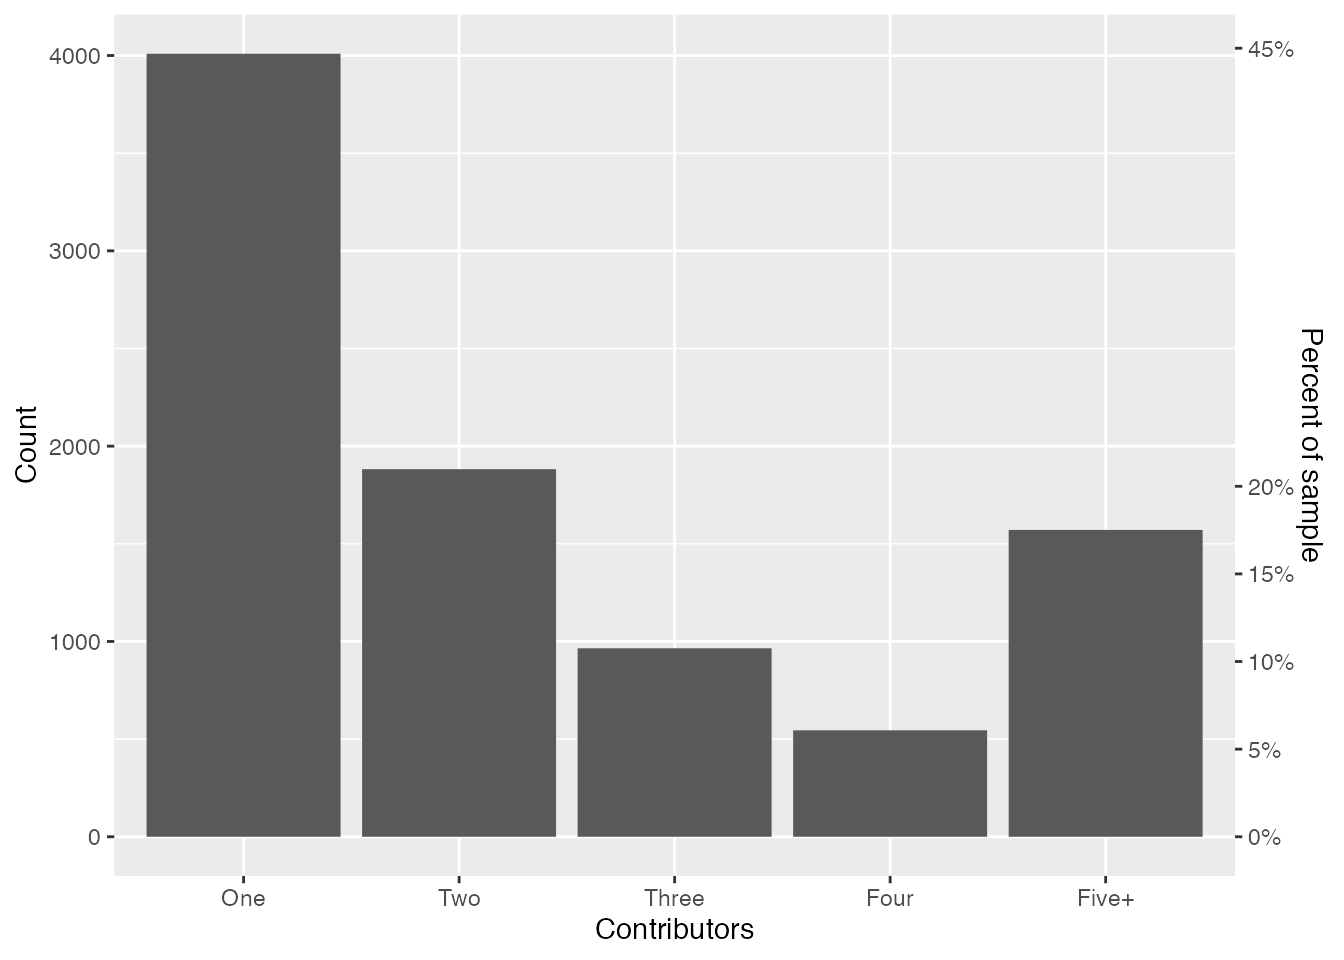 4000
3000
2000
1000
0
Count
One
Two
Three
Four
Five+
Contributors
45%
20%
15%
10%
5%
0%
Percent of sample